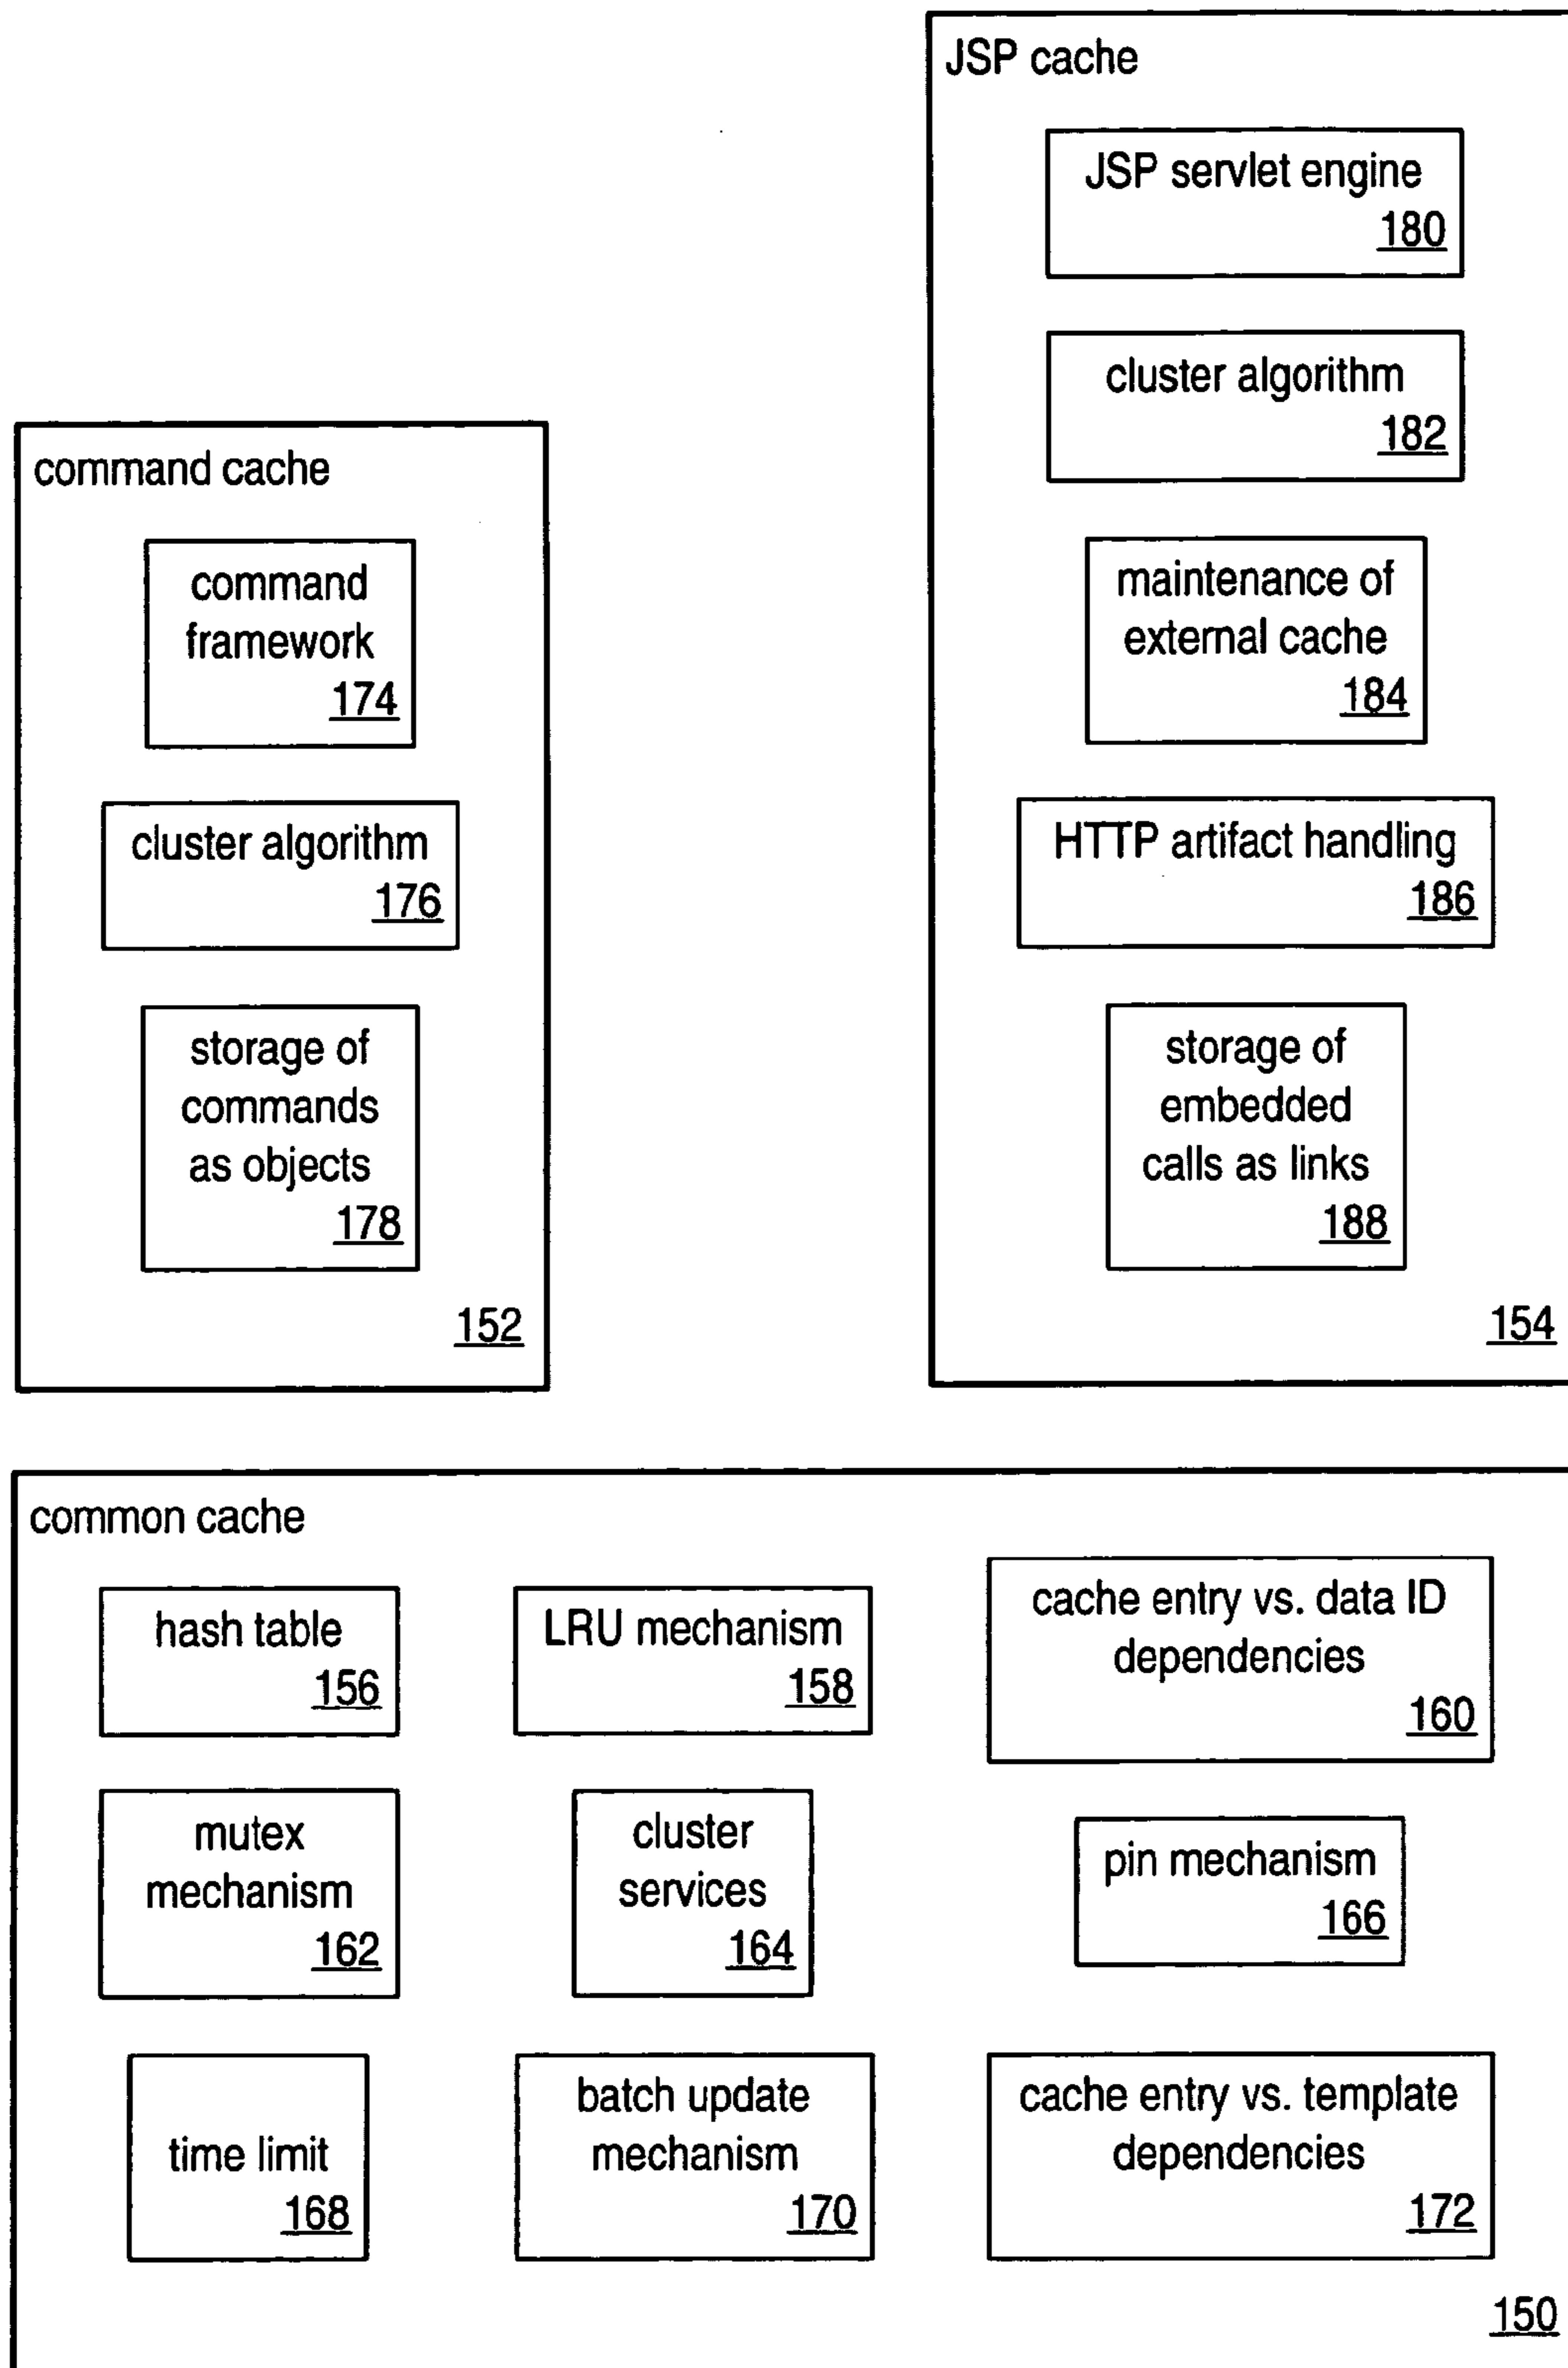 JSP cache
JSP servlet engine
180
cluster algorithm
182
maintenance of
external cache
184
HTTP artifact handling
186
storage of
embedded
calls as links
188
154
command cache
command
framework
174
cluster algorithm
176
storage of
commands
as objects
178
152
common cache
hash table
156
LRU mechanism
158
cache entry vs. data ID
dependencies
160
mutex
mechanism
162
cluster
services
164
pin mechanism
166
time limit
168
batch update
mechanism
170
cache entry vs. template
dependencies
172
150